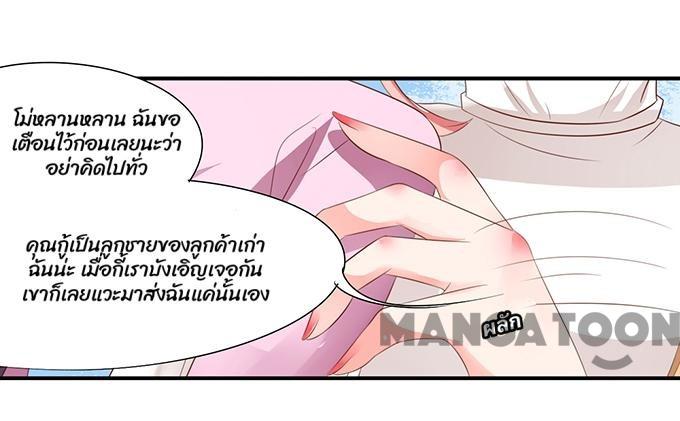 โม่หลานหลาน ฉันขอ
เตือนไว้ก่อนเลยนะว่า
อย่าคิดไปทั่ว
คุณกู้เป็นลูกชายของลูกค้าเก่า
ฉันน่ะ เมื่อกี้เราบังเอิญเจอกัน
เขาก็เลยแวะมาส่งฉันแค่นั้นเอง
ผลัก
MANGATOON